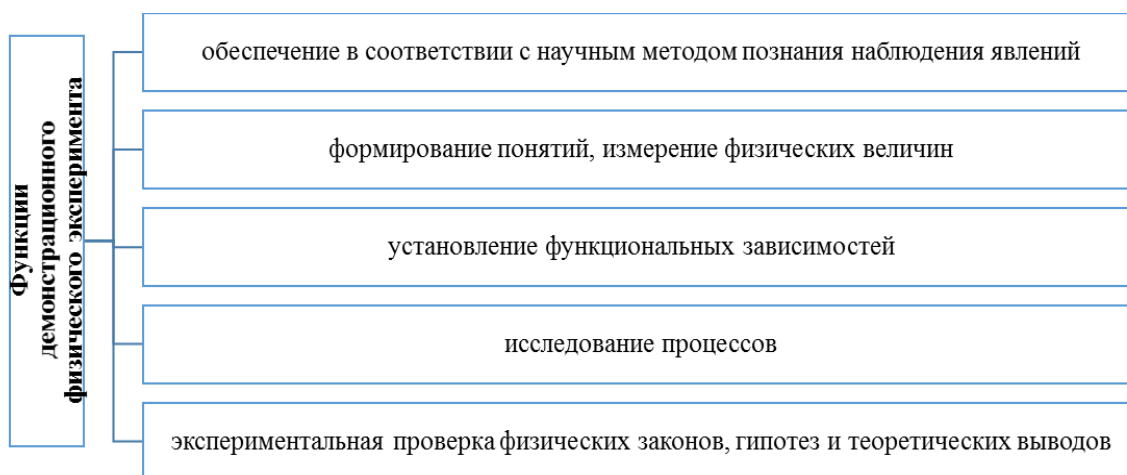 Функции
демонстрационного
физического эксперимента
обеспечение в соответствии с научным методом познания наблюдения явлений
формирование понятий, измерение физических величин
установление функциональных зависимостей
исследование процессов
экспериментальная проверка физических законов, гипотез и теоретических выводов